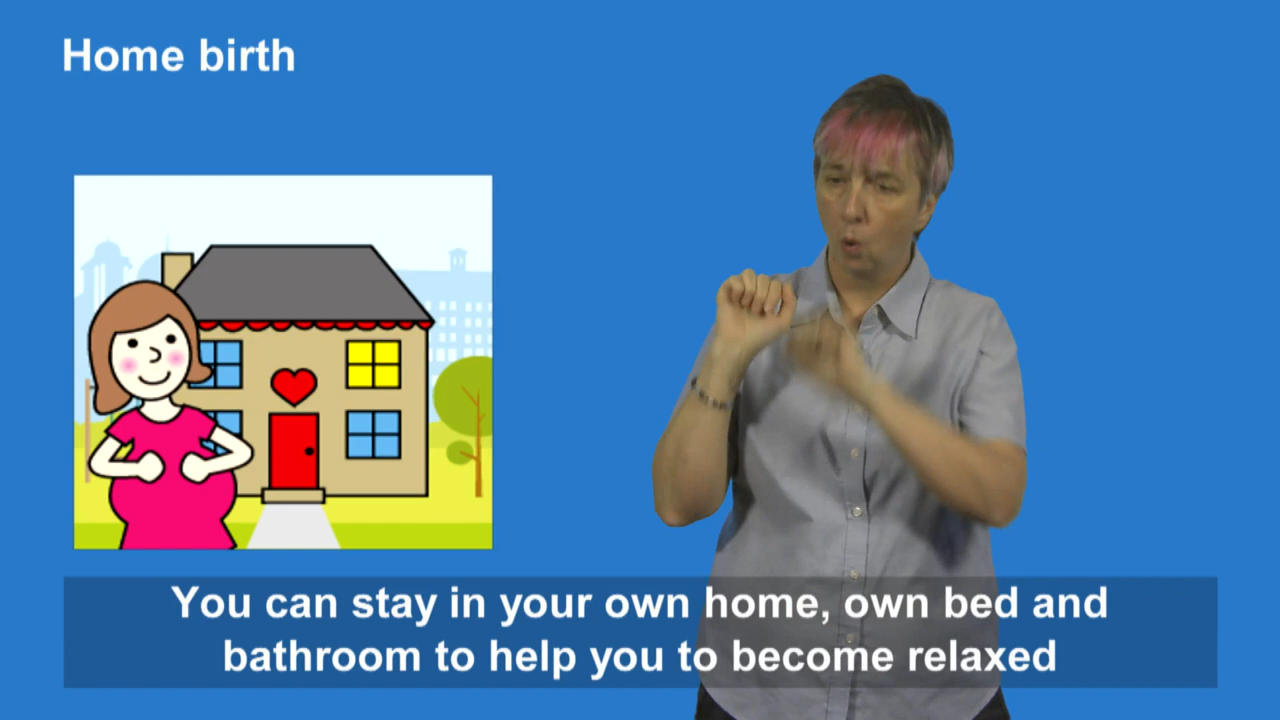 Home birth
You can stay in your own home, own bed and
bathroom to help you to become relaxed